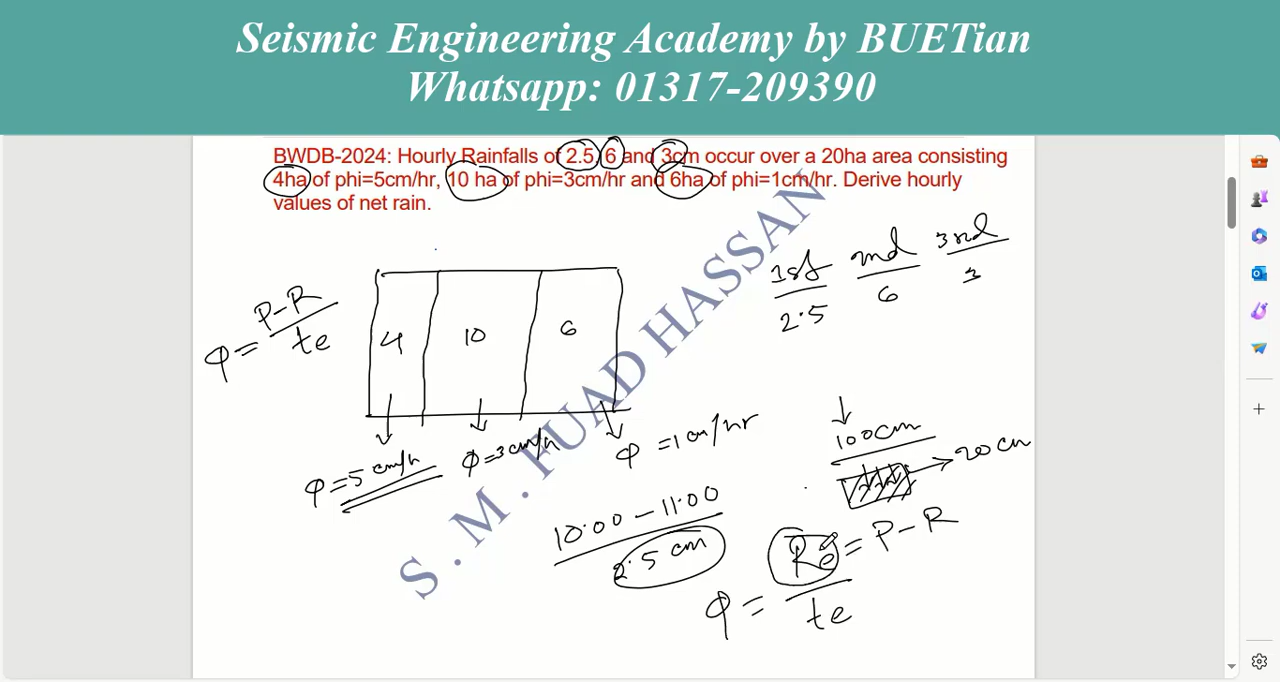 Seismic Engineering Academy by BUETian
Whatsapp: 01317-209390
BWDB-2024: Hourly Rainfalls of 2.5, 6 and 3cm occur over a 20ha area consisting
4ha of phi=5cm/hr, 10 ha of phi=3cm/hr and 6ha of phi=1cm/hr. Derive hourly
values of net rain.
1st 2nd 3rd
2.5 6 3
φ = P-R / te
4 10 6
φ=5 cm/h φ=3cm/h φ=1cm/hr
100cm
20cm
10.00 - 11.00
2.5 cm
φ = Re / te = P-R
S. M. FUAD HASSAN